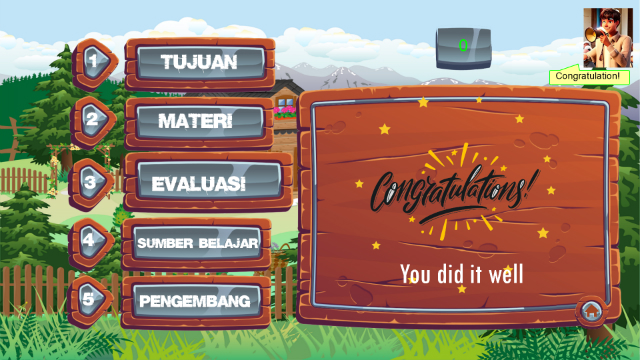 1 TUJUAN
2 MATERI
3 EVALUASI
4 SUMBER BELAJAR
5 PENGEMBANG
0
Congratulation!
Congratulations!
You did it well